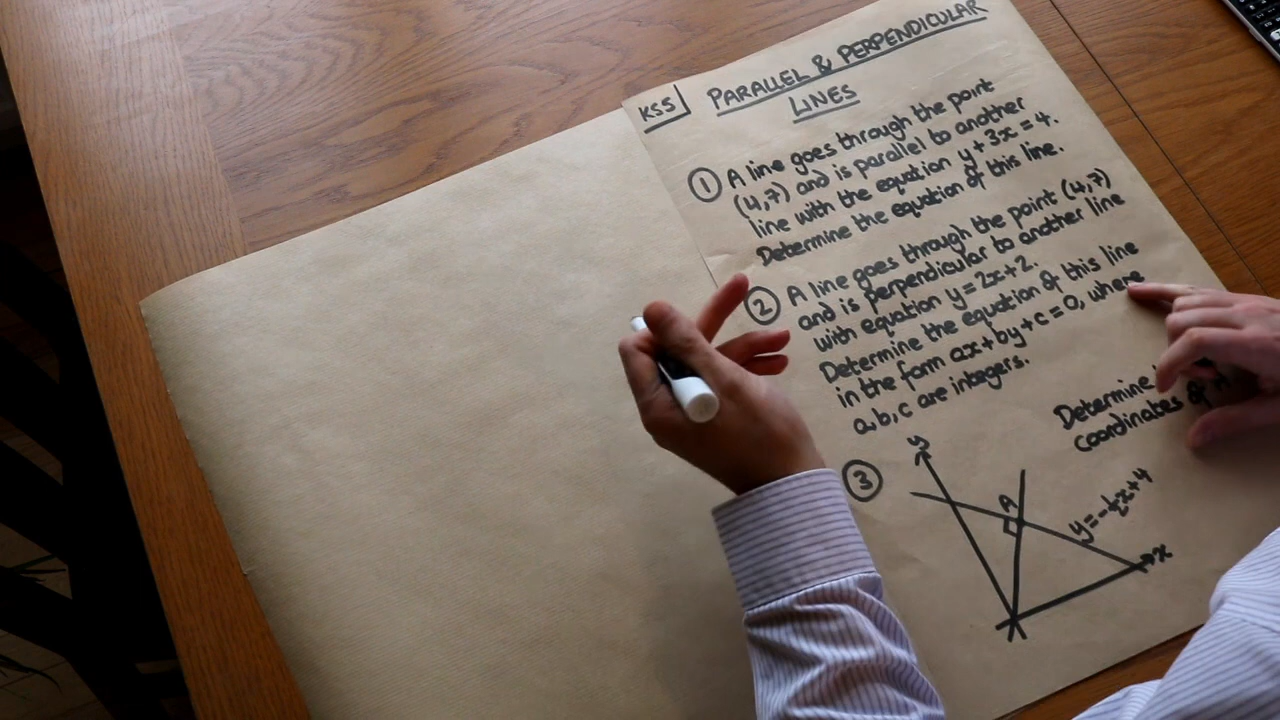 KS5
PARALLEL & PERPENDICULAR
LINES
1 A line goes through the point
(4,7) and is parallel to another
line with the equation y + 3x = 4.
Determine the equation of this line.
2 A line goes through the point (4,7)
and is perpendicular to another line
with equation y = 2x + 2.
Determine the equation of this line
in the form ax + by + c = 0, where
a, b, c are integers.
3
Determine
coordinates of
y
A
y = -½x + 4
x